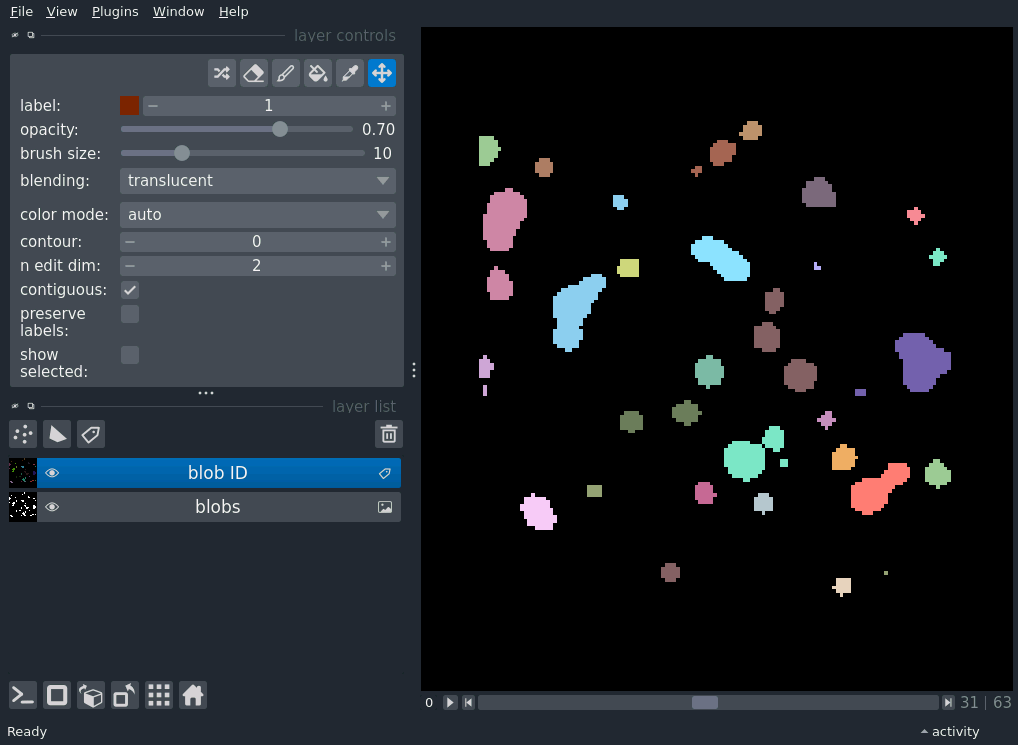 File View Plugins Window Help
layer controls
label: 1
opacity: 0.70
brush size: 10
blending: translucent
color mode: auto
contour: 0
n edit dim: 2
contiguous:
preserve
labels:
show
selected:
layer list
blob ID
blobs
0 31 | 63
Ready activity